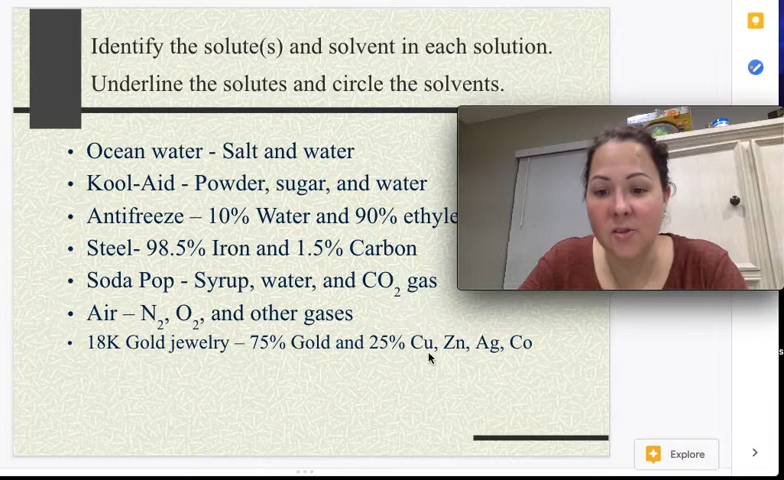 Identify the solute(s) and solvent in each solution.
Underline the solutes and circle the solvents.
• Ocean water - Salt and water
• Kool-Aid - Powder, sugar, and water
• Antifreeze – 10% Water and 90% ethyle
• Steel- 98.5% Iron and 1.5% Carbon
• Soda Pop - Syrup, water, and CO₂ gas
• Air – N₂, O₂, and other gases
• 18K Gold jewelry – 75% Gold and 25% Cu, Zn, Ag, Co
Explore